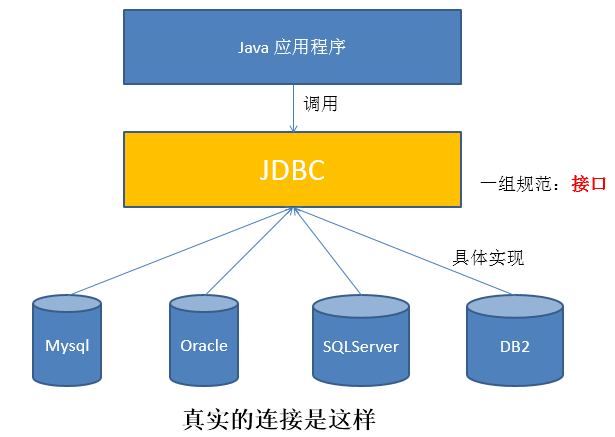 Java 应用程序
调用
JDBC
一组规范：接口
具体实现
Mysql
Oracle
SQLServer
DB2
真实的连接是这样